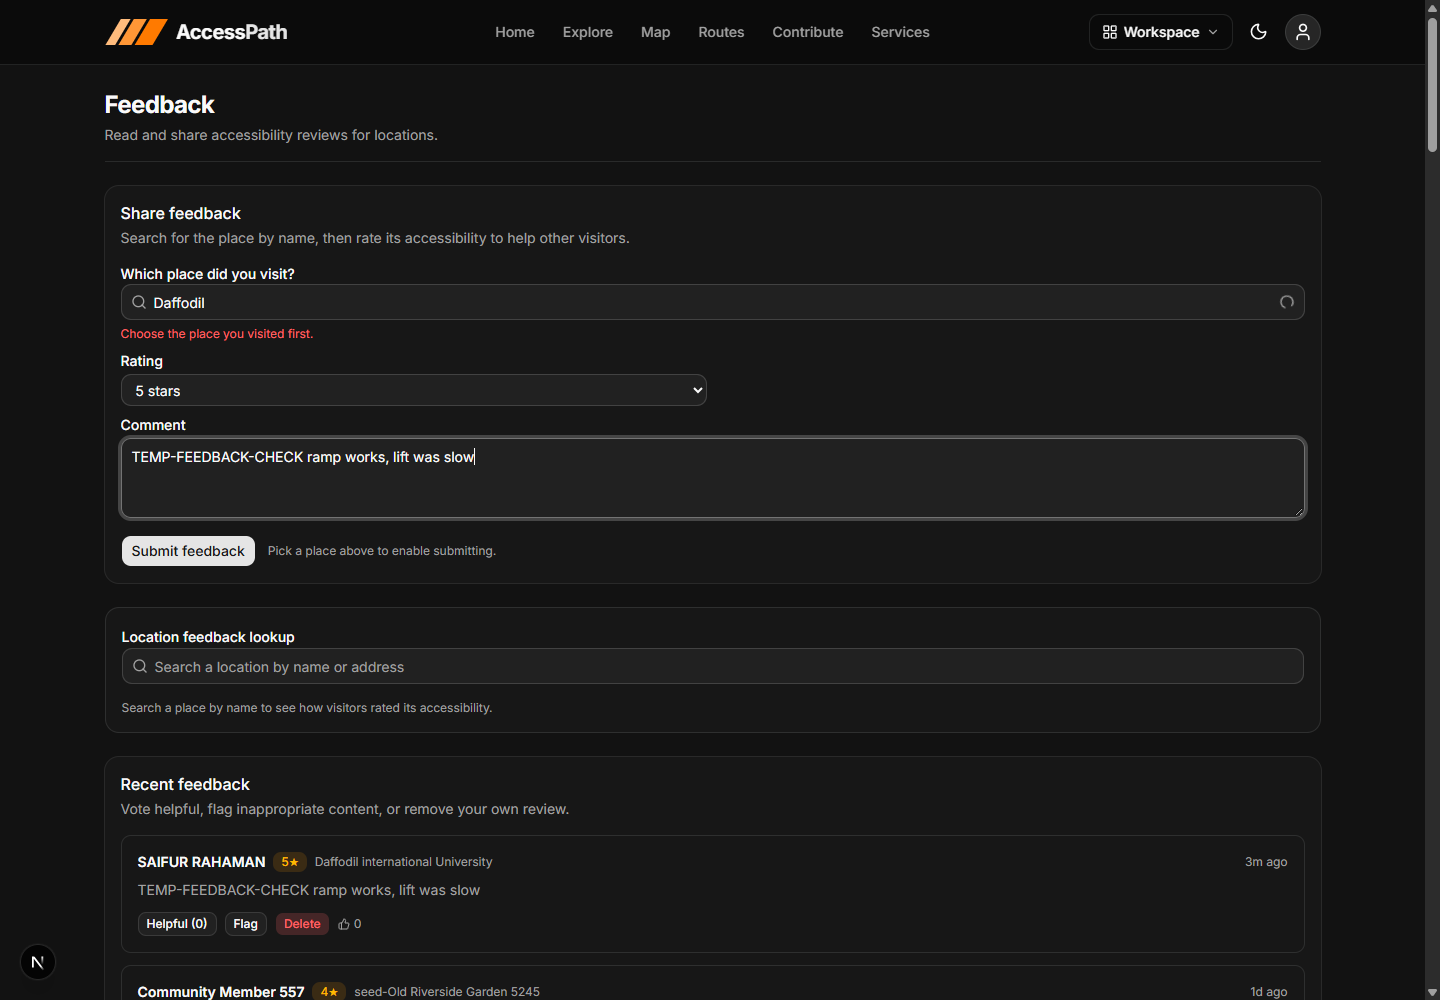 AccessPath
Home
Explore
Map
Routes
Contribute
Services
Workspace
Feedback
Read and share accessibility reviews for locations.
Share feedback
Search for the place by name, then rate its accessibility to help other visitors.
Which place did you visit?
Daffodil
Choose the place you visited first.
Rating
5 stars
Comment
TEMP-FEEDBACK-CHECK ramp works, lift was slow
Submit feedback
Pick a place above to enable submitting.
Location feedback lookup
Search a location by name or address
Search a place by name to see how visitors rated its accessibility.
Recent feedback
Vote helpful, flag inappropriate content, or remove your own review.
SAIFUR RAHAMAN 5★ Daffodil international University 3m ago
TEMP-FEEDBACK-CHECK ramp works, lift was slow
Helpful (0) Flag Delete 0
N
Community Member 557 4★ seed-Old Riverside Garden 5245 1d ago